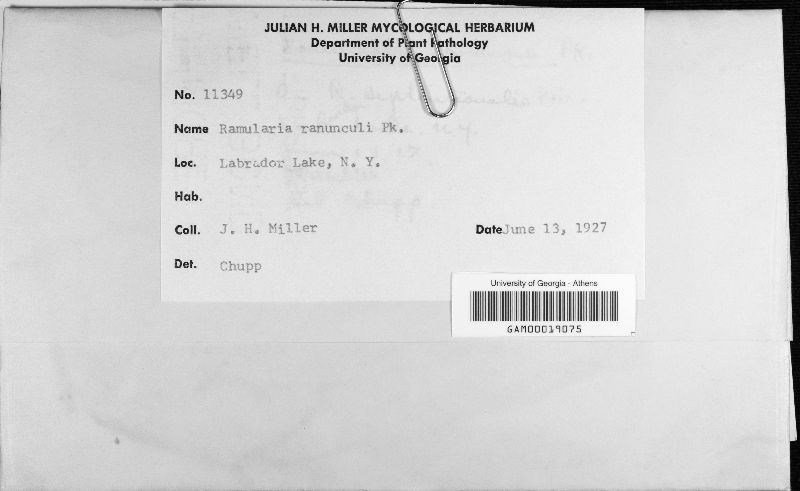 JULIAN H. MILLER MYCOLOGICAL HERBARIUM
Department of Plant Pathology
University of Georgia
No. 11349
Name Ramularia ranunculi Pk.
Loc. Labrador Lake, N. Y.
Hab.
Coll. J. H. Miller Date June 13, 1927
Det. Chupp
University of Georgia - Athens
GAM00019075